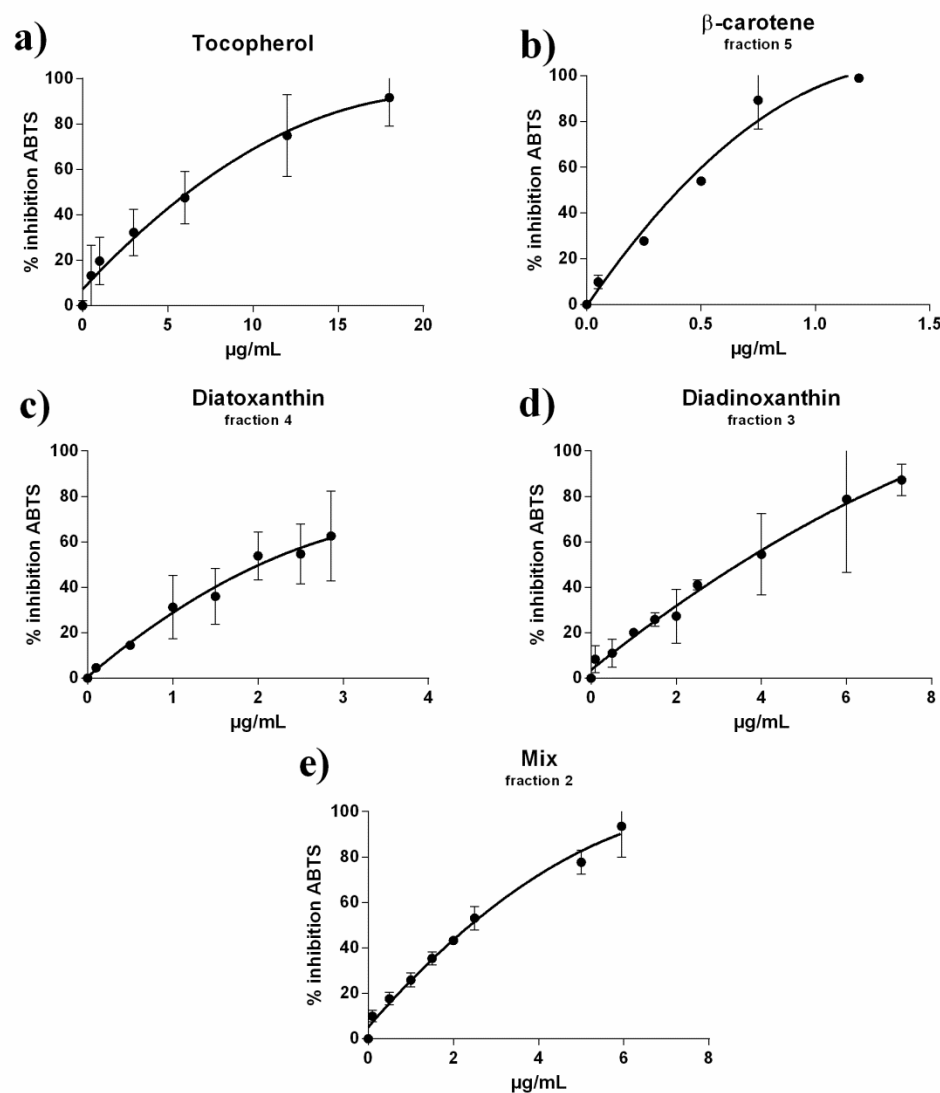 a)
Tocopherol
100
80
60
40
20
0
% inhibition ABTS
0 5 10 15 20
µg/mL
b)
β-carotene
fraction 5
100
80
60
40
20
0
% inhibition ABTS
0.0 0.5 1.0 1.5
µg/mL
c)
Diatoxanthin
fraction 4
100
80
60
40
20
0
% inhibition ABTS
0 1 2 3 4
µg/mL
d)
Diadinoxanthin
fraction 3
100
80
60
40
20
0
% inhibition ABTS
0 2 4 6 8
µg/mL
e)
Mix
fraction 2
100
80
60
40
20
0
% inhibition ABTS
0 2 4 6 8
µg/mL